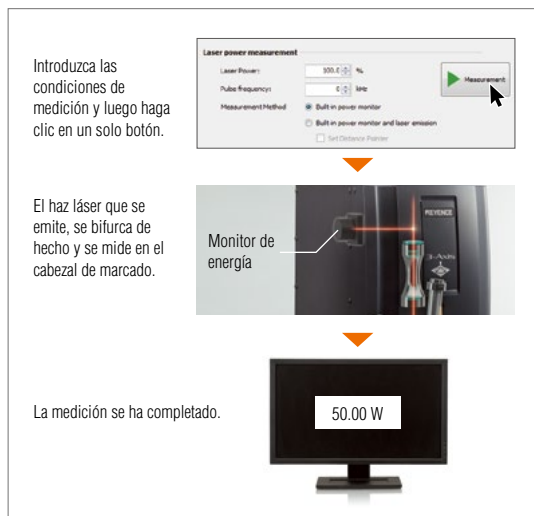 Introduzca las
condiciones de
medición y luego haga
clic en un solo botón.
Laser power measurement
Laser Power:
100.0
%
Pulse frequency:
0
kHz
Measurement Method
Built-in power monitor
Built-in power monitor and laser emission
Set Distance Pointer
Measurement
El haz láser que se
emite, se bifurca de
hecho y se mide en el
cabezal de marcado.
Monitor de
energía
KEYENCE
3-Axis
La medición se ha completado.
50.00 W